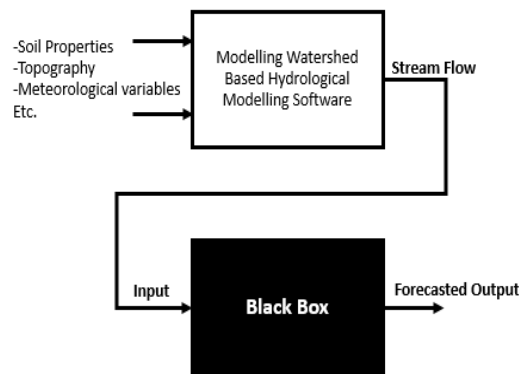 -Soil Properties
-Topography
-Meteorological variables
Etc.
Modelling Watershed
Based Hydrological
Modelling Software
Stream Flow
Input
Black Box
Forecasted Output